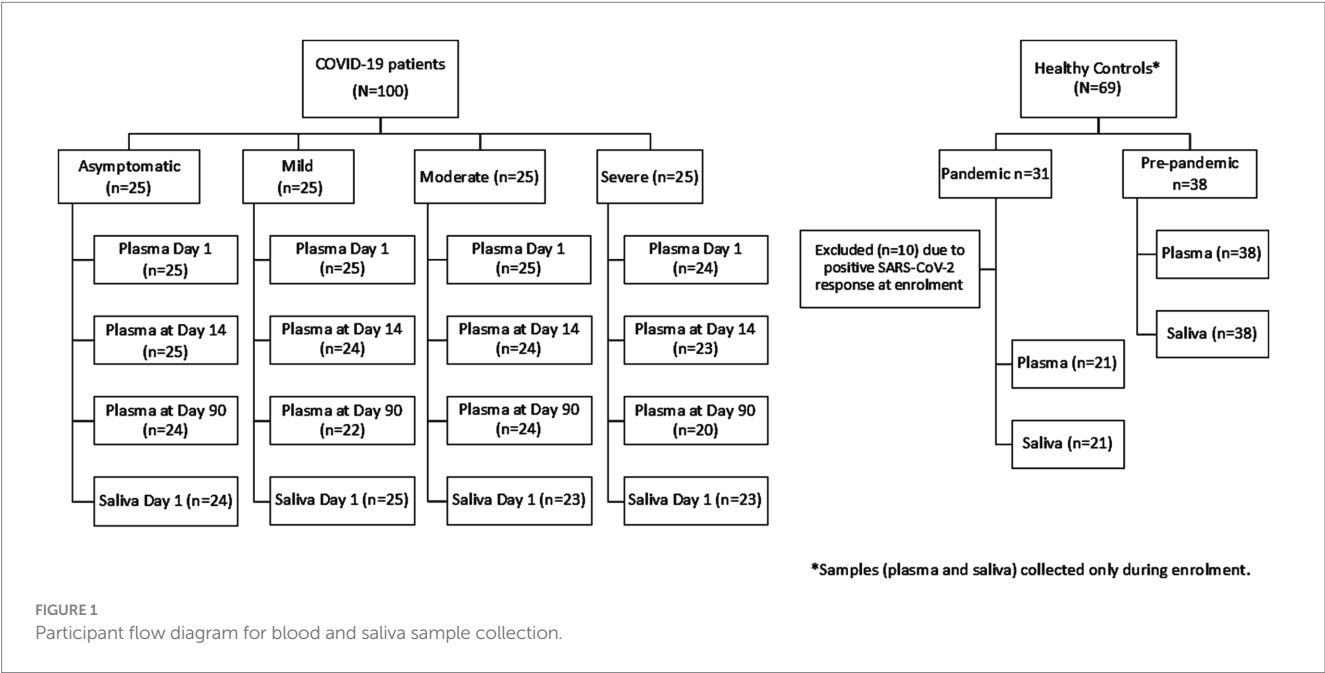 COVID-19 patients
(N=100)
Asymptomatic
(n=25)
Plasma Day 1
(n=25)
Plasma at Day 14
(n=25)
Plasma at Day 90
(n=24)
Saliva Day 1 (n=24)
Mild
(n=25)
Plasma Day 1
(n=25)
Plasma at Day 14
(n=24)
Plasma at Day 90
(n=22)
Saliva Day 1 (n=25)
Moderate (n=25)
Plasma Day 1
(n=25)
Plasma at Day 14
(n=24)
Plasma at Day 90
(n=24)
Saliva Day 1 (n=23)
Severe (n=25)
Plasma Day 1
(n=24)
Plasma at Day 14
(n=23)
Plasma at Day 90
(n=20)
Saliva Day 1 (n=23)
Healthy Controls*
(N=69)
Pandemic n=31
Excluded (n=10) due to
positive SARS-CoV-2
response at enrolment
Plasma (n=21)
Saliva (n=21)
Pre-pandemic
n=38
Plasma (n=38)
Saliva (n=38)
*Samples (plasma and saliva) collected only during enrolment.
FIGURE 1
Participant flow diagram for blood and saliva sample collection.